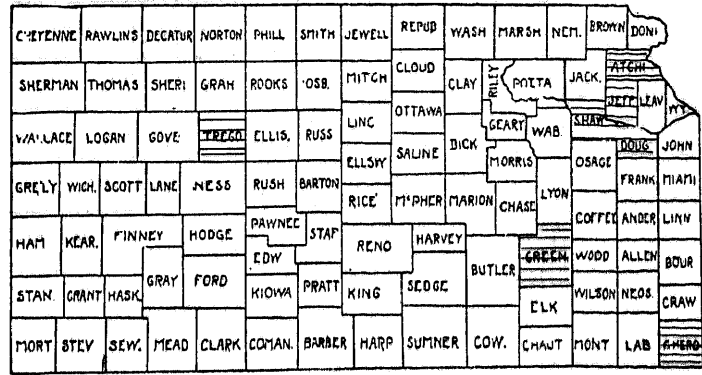 CHEYENNE RAWLINS DECATUR NORTON PHILL SMITH JEWELL REPUB WASH MARSH NEM. BROWN DONI
SHERMAN THOMAS SHERI GRAH ROOKS OSB. MITCH CLOUD CLAY RILEY POTTA JACK. ATCHI
WALLACE LOGAN GOVE TREGO ELLIS. RUSS LINC OTTAWA DICK GEART WAB. SHAW JEFF LEAV WY.
GRELY WICH. SCOTT LANE NESS RUSH BARTON ELLSW SALINE MORRIS LYON OSAGE DOUG JOHN
RICE McPHER MARION CHASE FRANK MIAMI
HAM KEAR. FINNEY HODGE PAWNEE STAF RENO HARVEY BUTLER GREEN COFFEE ANDER LINN
STAN. GRANT HASK. GRAY FORD EDW KIOWA PRATT KING SEDGE ELK WOOD ALLEN BOUR
WILSON NEOS. CRAW
MORT STEV SEW. MEAD CLARK COMAN. BARBER HARP SUMNER COW. CHAUT MONT LAB CHERO